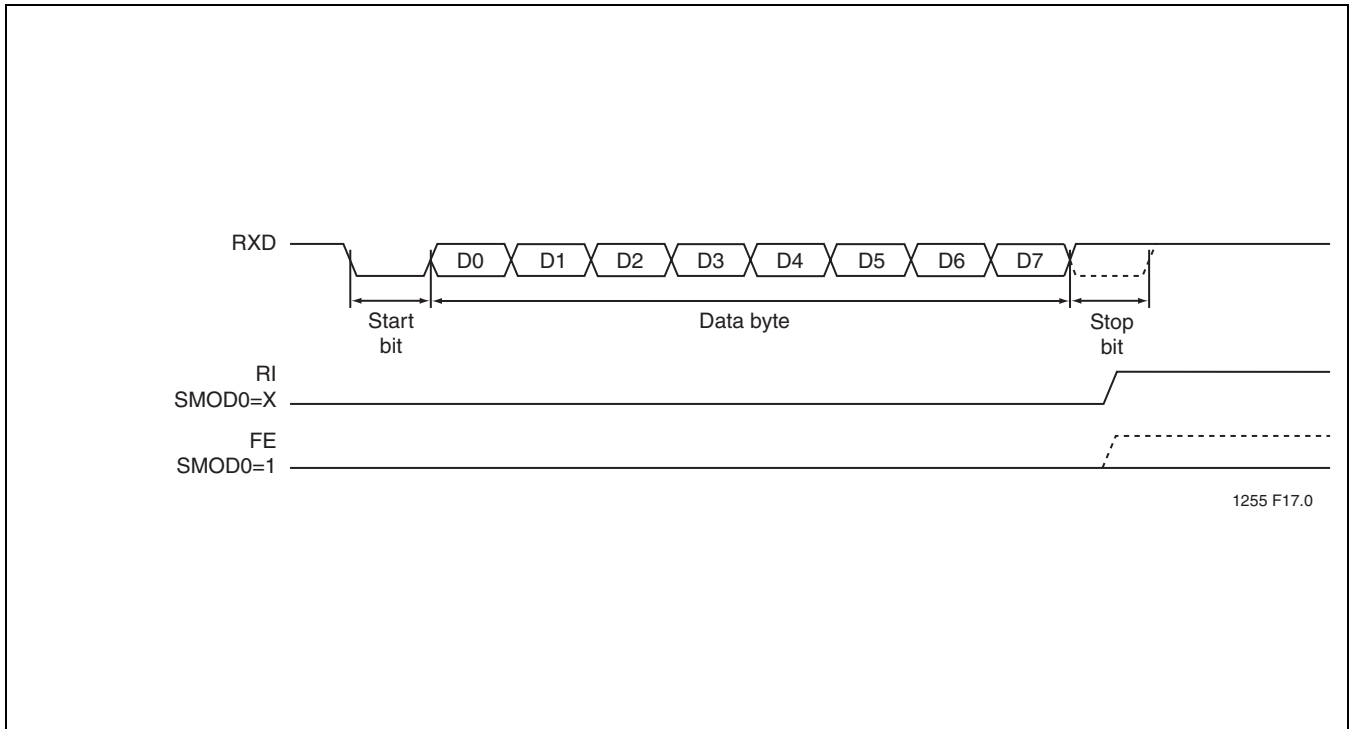 RXD
D0 D1 D2 D3 D4 D5 D6 D7
Start
bit
Data byte
Stop
bit
RI
SMOD0=X
FE
SMOD0=1
1255 F17.0